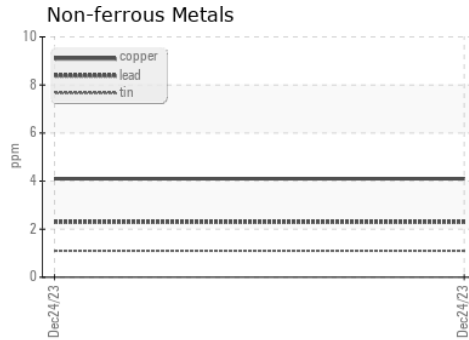 Non-ferrous Metals
10
copper
lead
tin
8
6
ppm
4
2
0
Dec24/23
Dec24/23